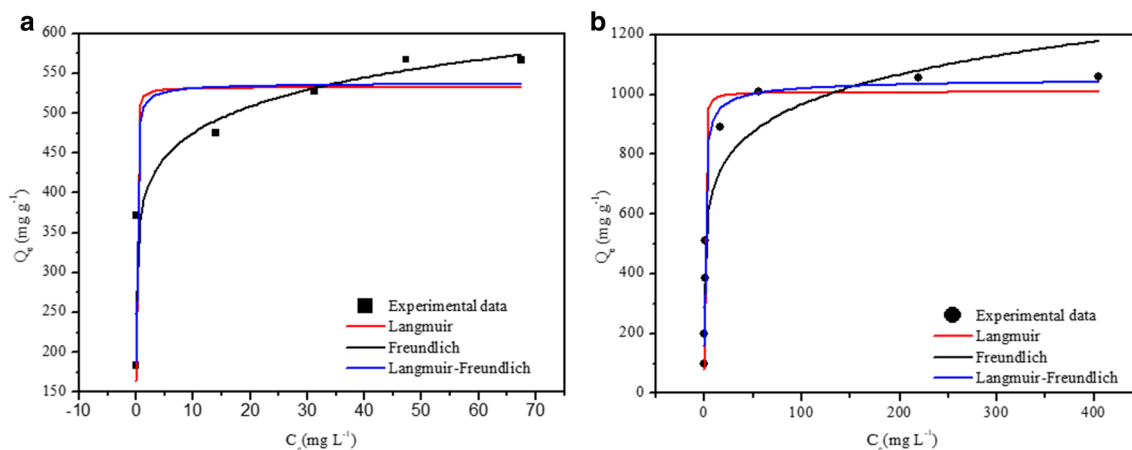 a
600
550
500
450
400
350
300
250
200
150
Qe (mg g-1)
Experimental data
Langmuir
Freundlich
Langmuir-Freundlich
-10 0 10 20 30 40 50 60 70
Ce (mg L-1)
b
1200
1000
800
600
400
200
0
Qe (mg g-1)
Experimental data
Langmuir
Freundlich
Langmuir-Freundlich
0 100 200 300 400
Ce (mg L-1)